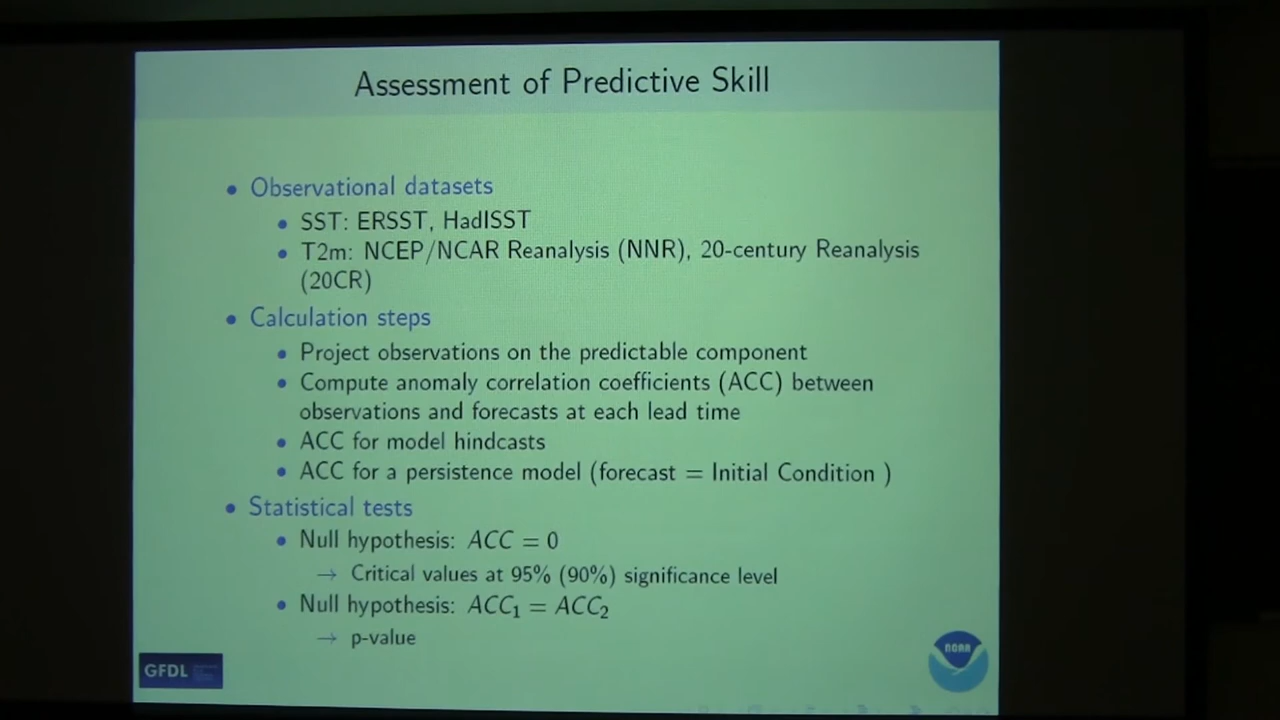 Assessment of Predictive Skill
• Observational datasets
• SST: ERSST, HadISST
• T2m: NCEP/NCAR Reanalysis (NNR), 20-century Reanalysis
(20CR)
• Calculation steps
• Project observations on the predictable component
• Compute anomaly correlation coefficients (ACC) between
observations and forecasts at each lead time
• ACC for model hindcasts
• ACC for a persistence model (forecast = Initial Condition )
• Statistical tests
• Null hypothesis: ACC = 0
→ Critical values at 95% (90%) significance level
• Null hypothesis: ACC₁ = ACC₂
→ p-value
GFDL
NOAA